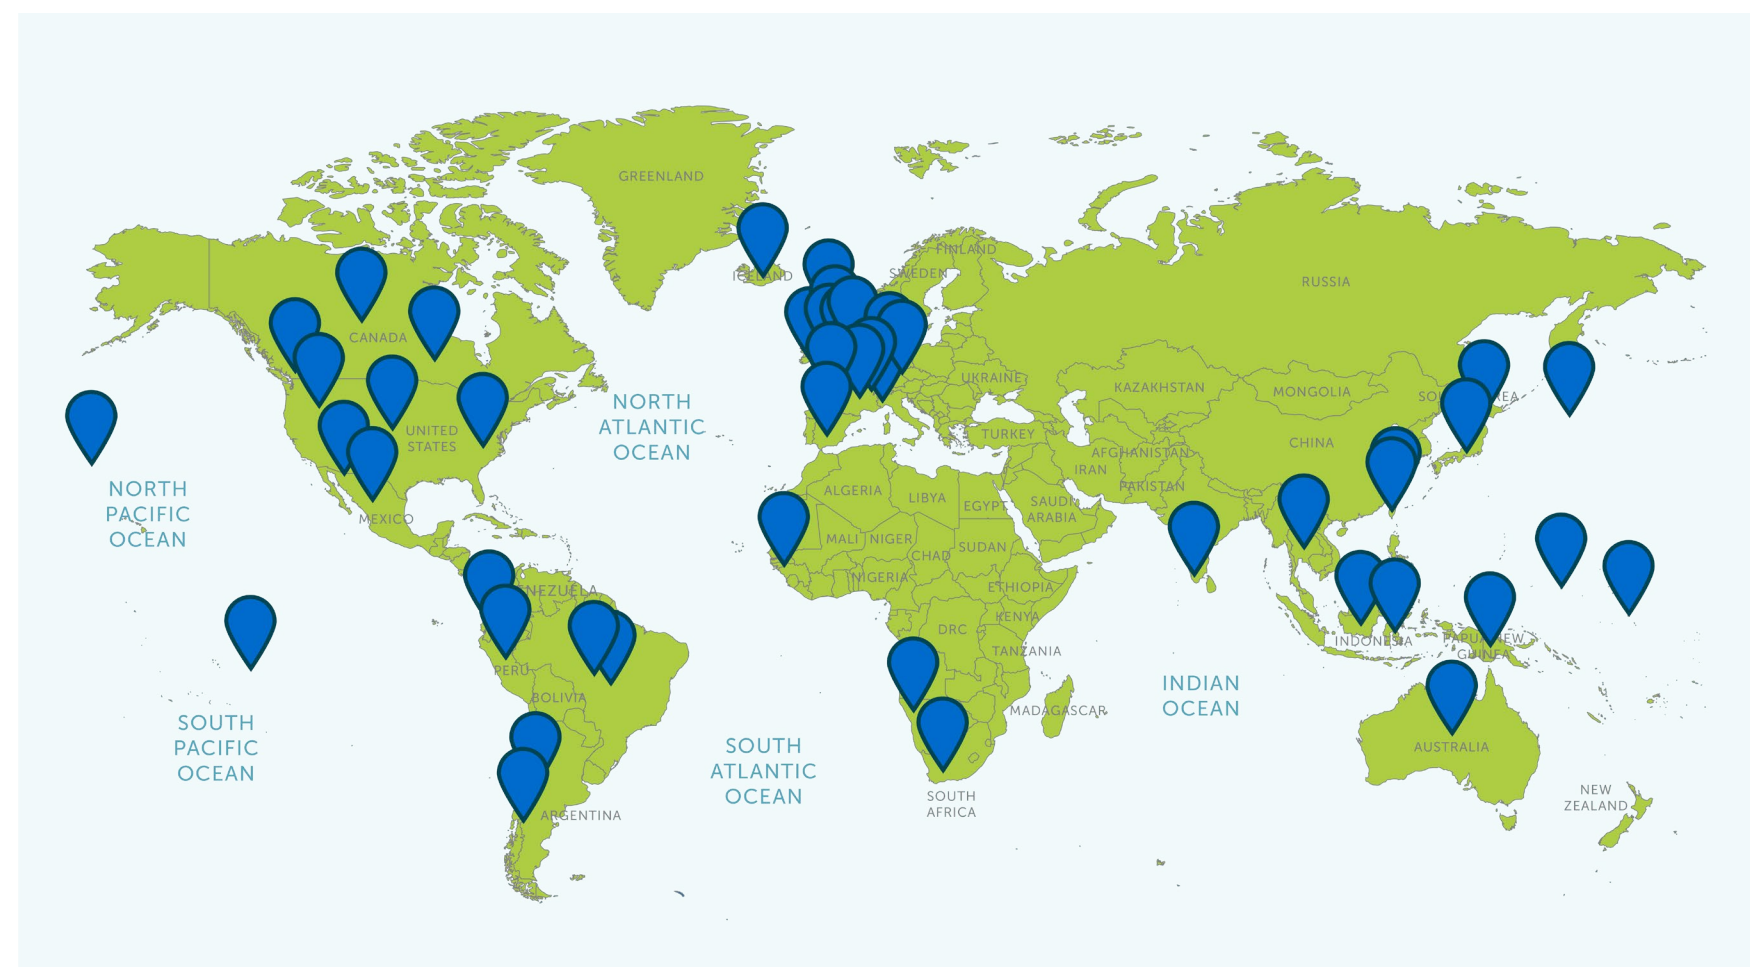 GREENLAND
ICELAND
FINLAND
SWEDEN
RUSSIA
CANADA
UKRAINE
KAZAKHSTAN
MONGOLIA
NORTH
ATLANTIC
OCEAN
UNITED
STATES
TURKEY
CHINA
AFGHANISTAN
IRAN
PAKISTAN
NORTH
PACIFIC
OCEAN
ALGERIA
LIBYA
EGYPT
SAUDI
ARABIA
MEXICO
MALI
NIGER
CHAD
SUDAN
NIGERIA
ETHIOPIA
KENYA
DRC
TANZANIA
INDONESIA
GUINEA
PERU
BOLIVIA
MADAGASCAR
INDIAN
OCEAN
SOUTH
PACIFIC
OCEAN
SOUTH
ATLANTIC
OCEAN
AUSTRALIA
SOUTH
AFRICA
NEW
ZEALAND
ARGENTINA